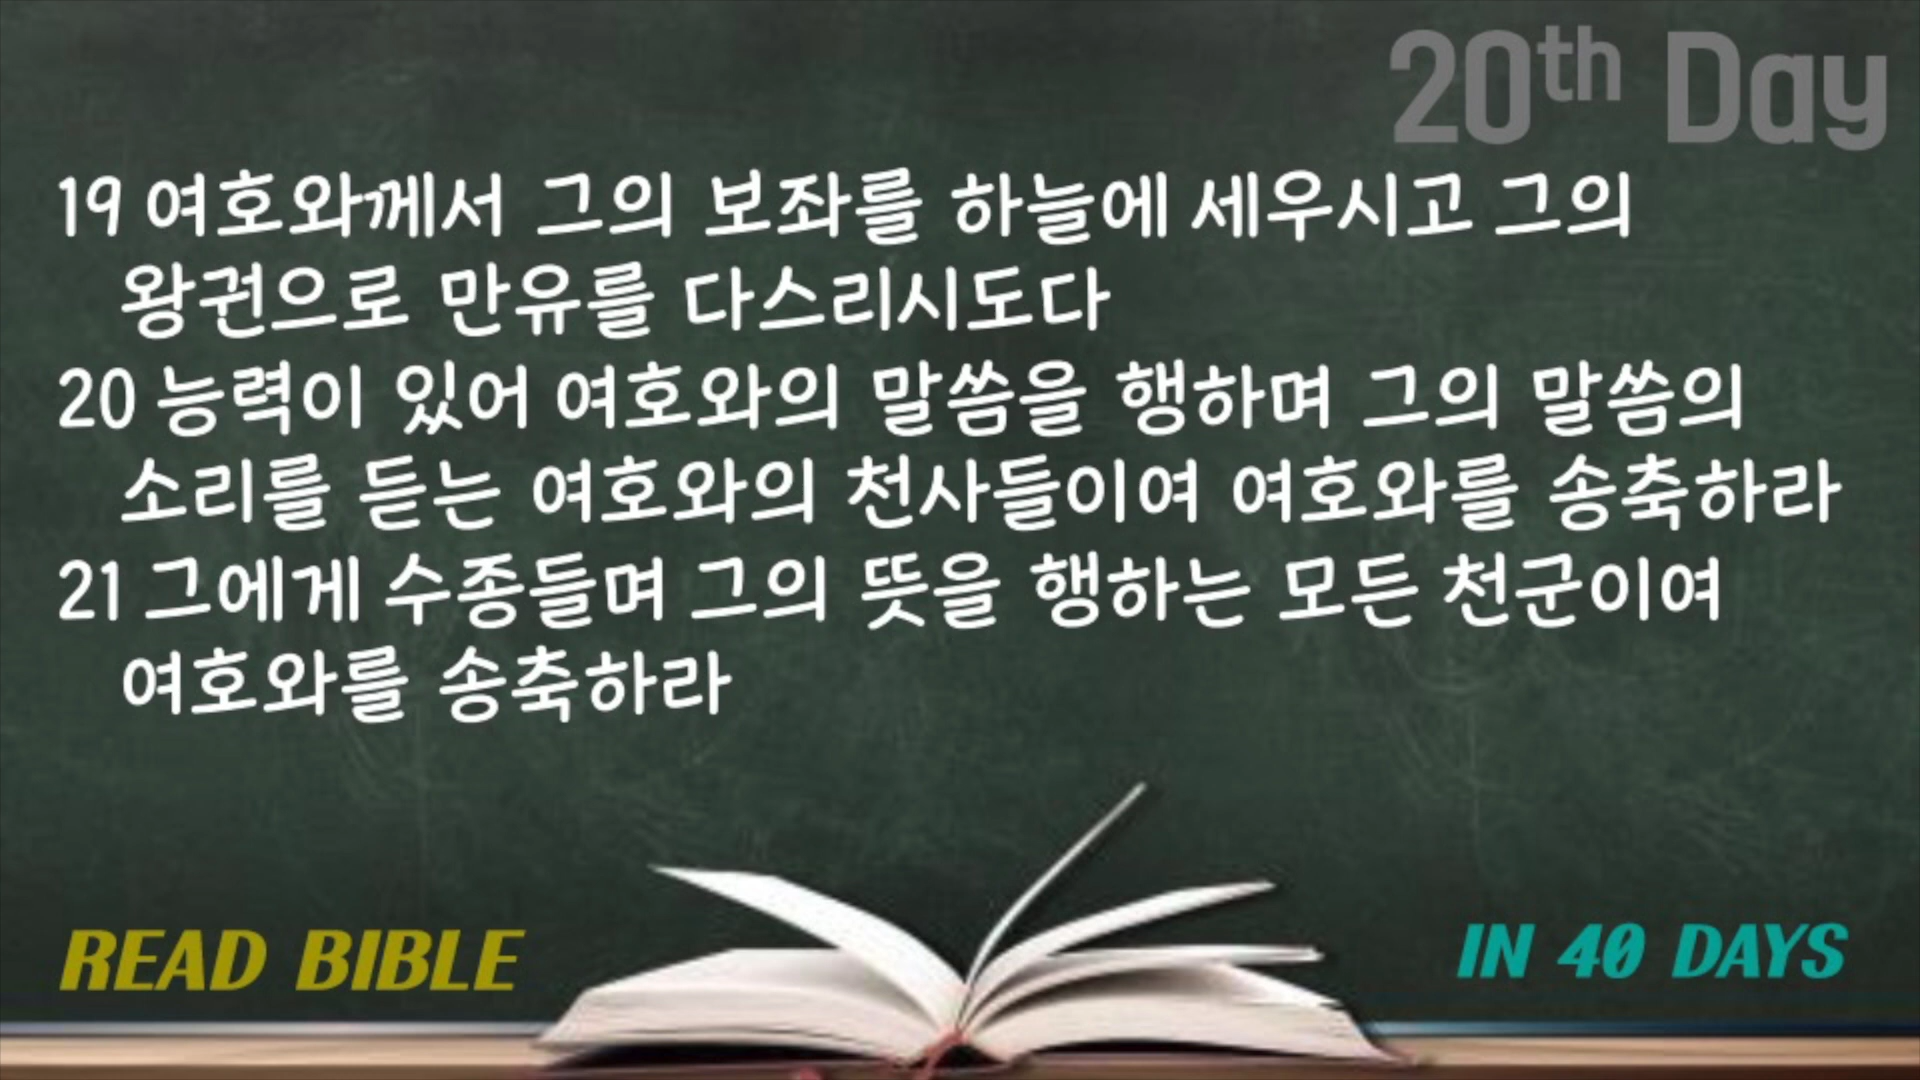 20th Day
19 여호와께서 그의 보좌를 하늘에 세우시고 그의
왕권으로 만유를 다스리시도다
20 능력이 있어 여호와의 말씀을 행하며 그의 말씀의
소리를 듣는 여호와의 천사들이여 여호와를 송축하라
21 그에게 수종들며 그의 뜻을 행하는 모든 천군이여
여호와를 송축하라
READ BIBLE
IN 40 DAYS